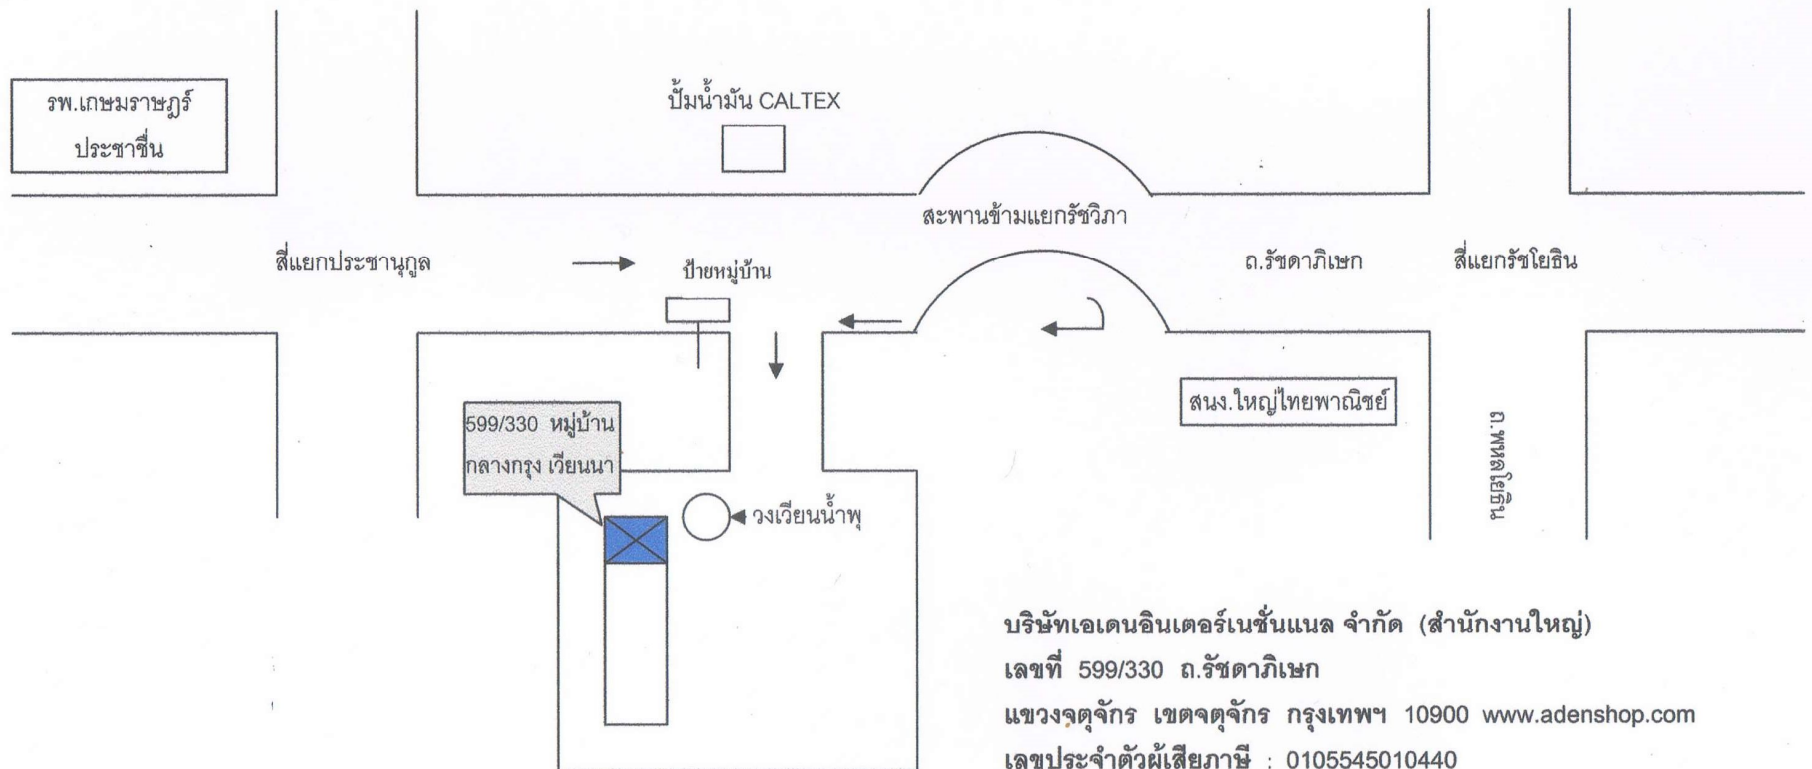 รพ.เกษมราษฎร์
ประชาชื่น
ปั้มน้ำมัน CALTEX
สะพานข้ามแยกรัชวิภา
สี่แยกประชานุกูล
ป้ายหมู่บ้าน
ถ.รัชดาภิเษก
สี่แยกรัชโยธิน
สนง.ใหญ่ไทยพาณิชย์
ถ.พหลโยธิน
599/330 หมู่บ้าน
กลางกรุง เวียนนา
วงเวียนน้ำพุ
บริษัทเอเดนอินเตอร์เนชั่นแนล จำกัด (สำนักงานใหญ่)
เลขที่ 599/330 ถ.รัชดาภิเษก
แขวงจตุจักร เขตจตุจักร กรุงเทพฯ 10900 www.adenshop.com
เลขประจำตัวผู้เสียภาษี : 0105545010440